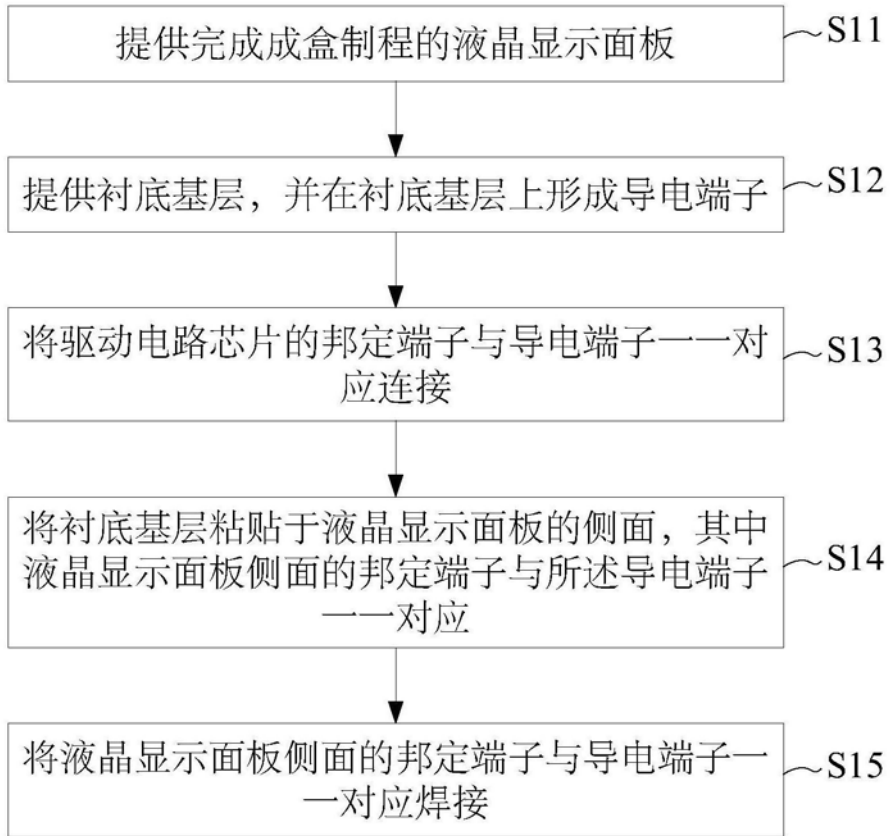 提供完成成盒制程的液晶显示面板
S11
提供衬底基层，并在衬底基层上形成导电端子
S12
将驱动电路芯片的邦定端子与导电端子一一对
应连接
S13
将衬底基层粘贴于液晶显示面板的侧面，其中
液晶显示面板侧面的邦定端子与所述导电端子
一一对应
S14
将液晶显示面板侧面的邦定端子与导电端子一
一对应焊接
S15